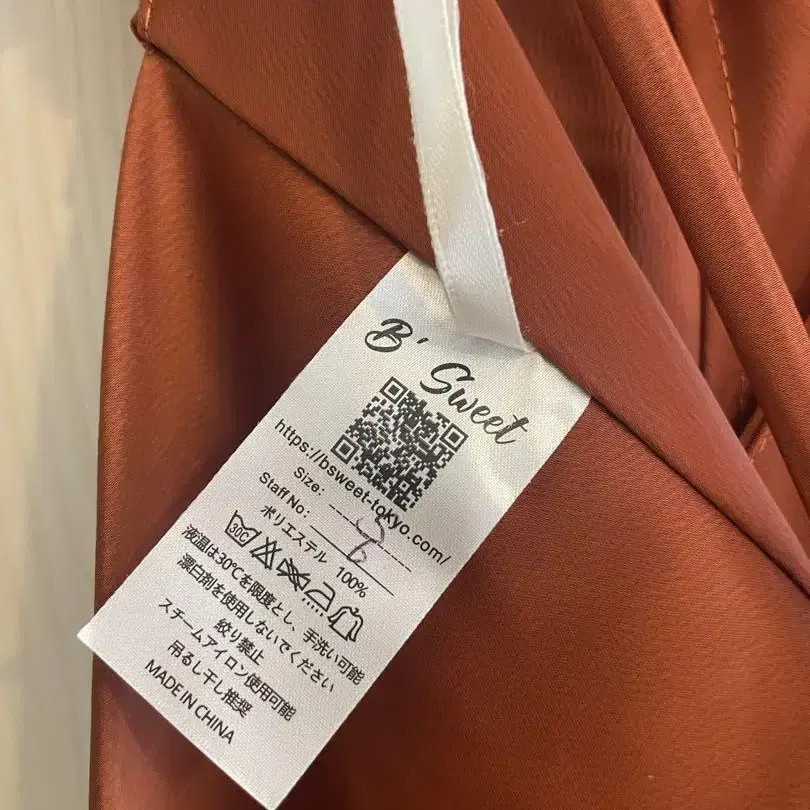 B' Sweet
https://bsweet-tokyo.com/
Size: S
Staff No: 6
ポリエステル 100%
30C
液温は30℃を限度とし、手洗い可能
漂白剤を使用しないでください
絞り禁止
スチームアイロン使用可能
吊るし干し推奨
MADE IN CHINA